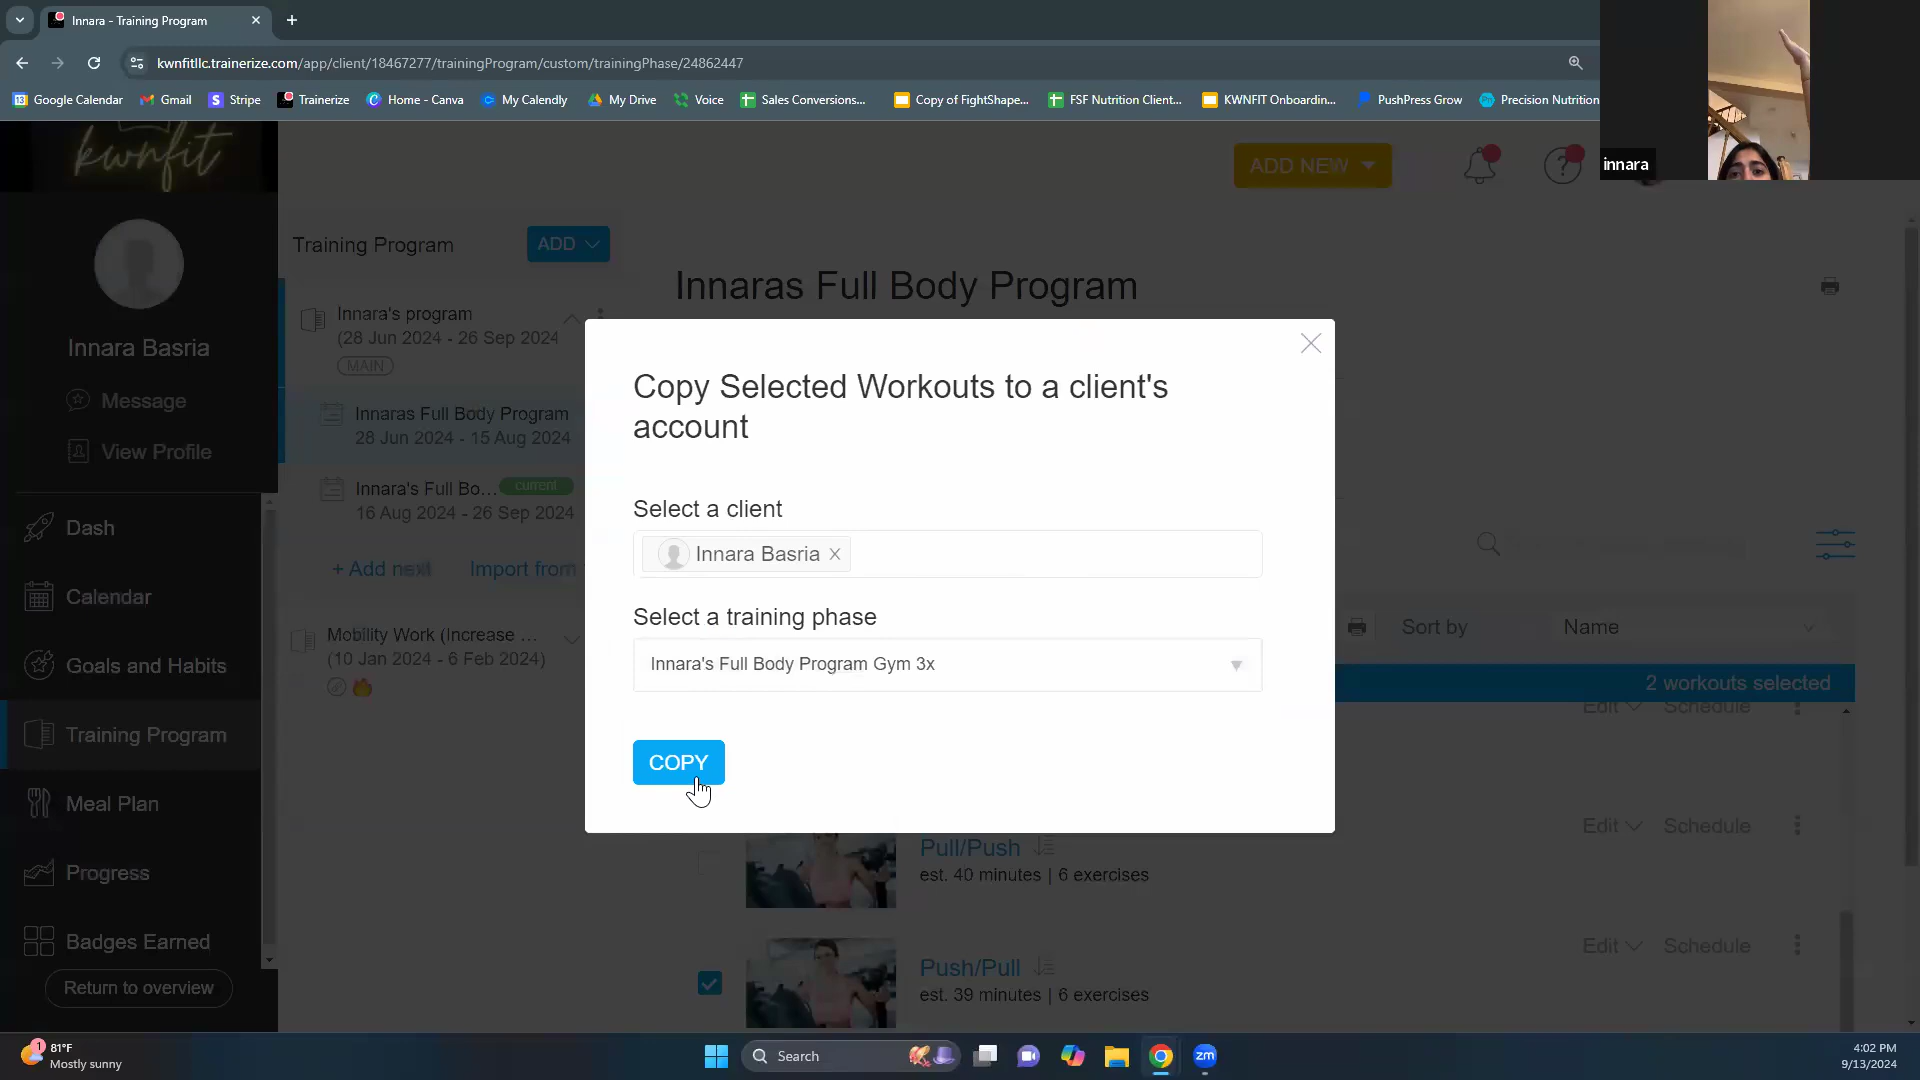 Innara - Training Program
kwnfitllc.trainerize.com/app/client/18467277/trainingProgram/custom/trainingPhase/24862447
Google Calendar
Gmail
Stripe
Trainerize
Home - Canva
My Calendly
My Drive
Voice
Sales Conversions...
Copy of FightShape...
FSF Nutrition Client...
KWNFIT Onboardin...
PushPress Grow
Precision Nutrition
innara
kwnfit
ADD NEW
Innara Basria
Message
View Profile
Dash
Calendar
Goals and Habits
Training Program
Meal Plan
Progress
Badges Earned
Return to overview
Training Program
ADD
Innara's program
(28 Jun 2024 - 26 Sep 2024
MAIN
Innaras Full Body Program
28 Jun 2024 - 15 Aug 2024
Innara's Full Bo...
current
16 Aug 2024 - 26 Sep 2024
+ Add next
Import from
Mobility Work (Increase ...
(10 Jan 2024 - 6 Feb 2024)
Innaras Full Body Program
Copy Selected Workouts to a client's
account
Select a client
Innara Basria
Select a training phase
Innara's Full Body Program Gym 3x
COPY
Sort by
Name
2 workouts selected
Edit
Schedule
Pull/Push
est. 40 minutes | 6 exercises
Edit
Schedule
Push/Pull
est. 39 minutes | 6 exercises
Edit
Schedule
1
81°F
Mostly sunny
Search
zm
4:02 PM
9/13/2024